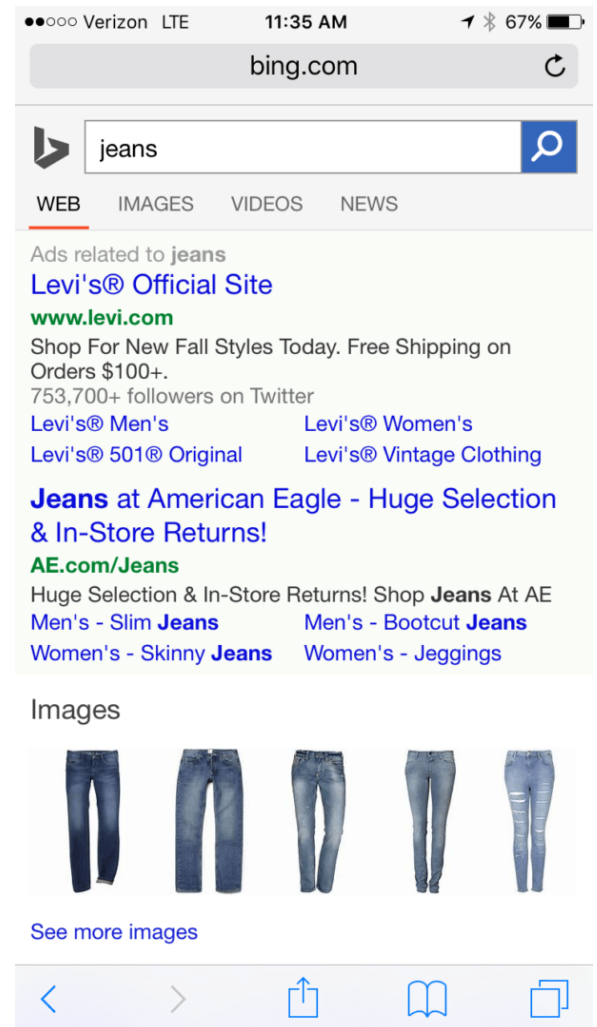 Verizon LTE 11:35 AM 67%
bing.com
jeans
WEB IMAGES VIDEOS NEWS
Ads related to jeans
Levi's® Official Site
www.levi.com
Shop For New Fall Styles Today. Free Shipping on
Orders $100+.
753,700+ followers on Twitter
Levi's® Men's Levi's® Women's
Levi's® 501® Original Levi's® Vintage Clothing
Jeans at American Eagle - Huge Selection
& In-Store Returns!
AE.com/Jeans
Huge Selection & In-Store Returns! Shop Jeans At AE
Men's - Slim Jeans Men's - Bootcut Jeans
Women's - Skinny Jeans Women's - Jeggings
Images
See more images